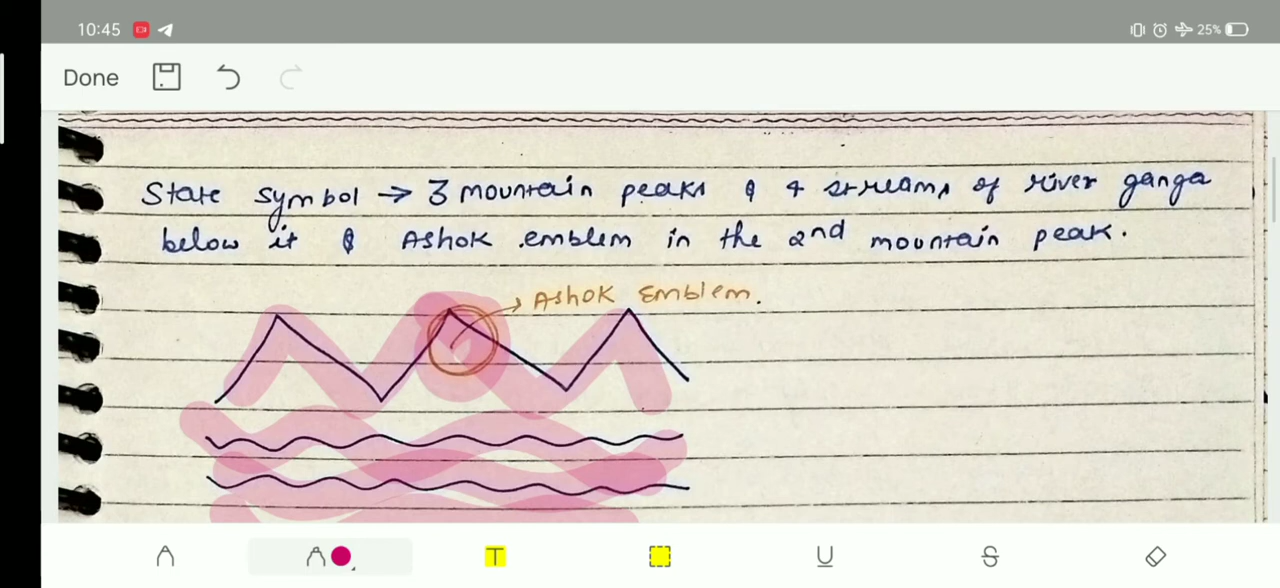 10:45
25%
Done
State symbol → 3 mountain peaks & 4 streams of river ganga
below it & Ashok emblem in the 2nd mountain peak.
→ Ashok Emblem.
T
U
S